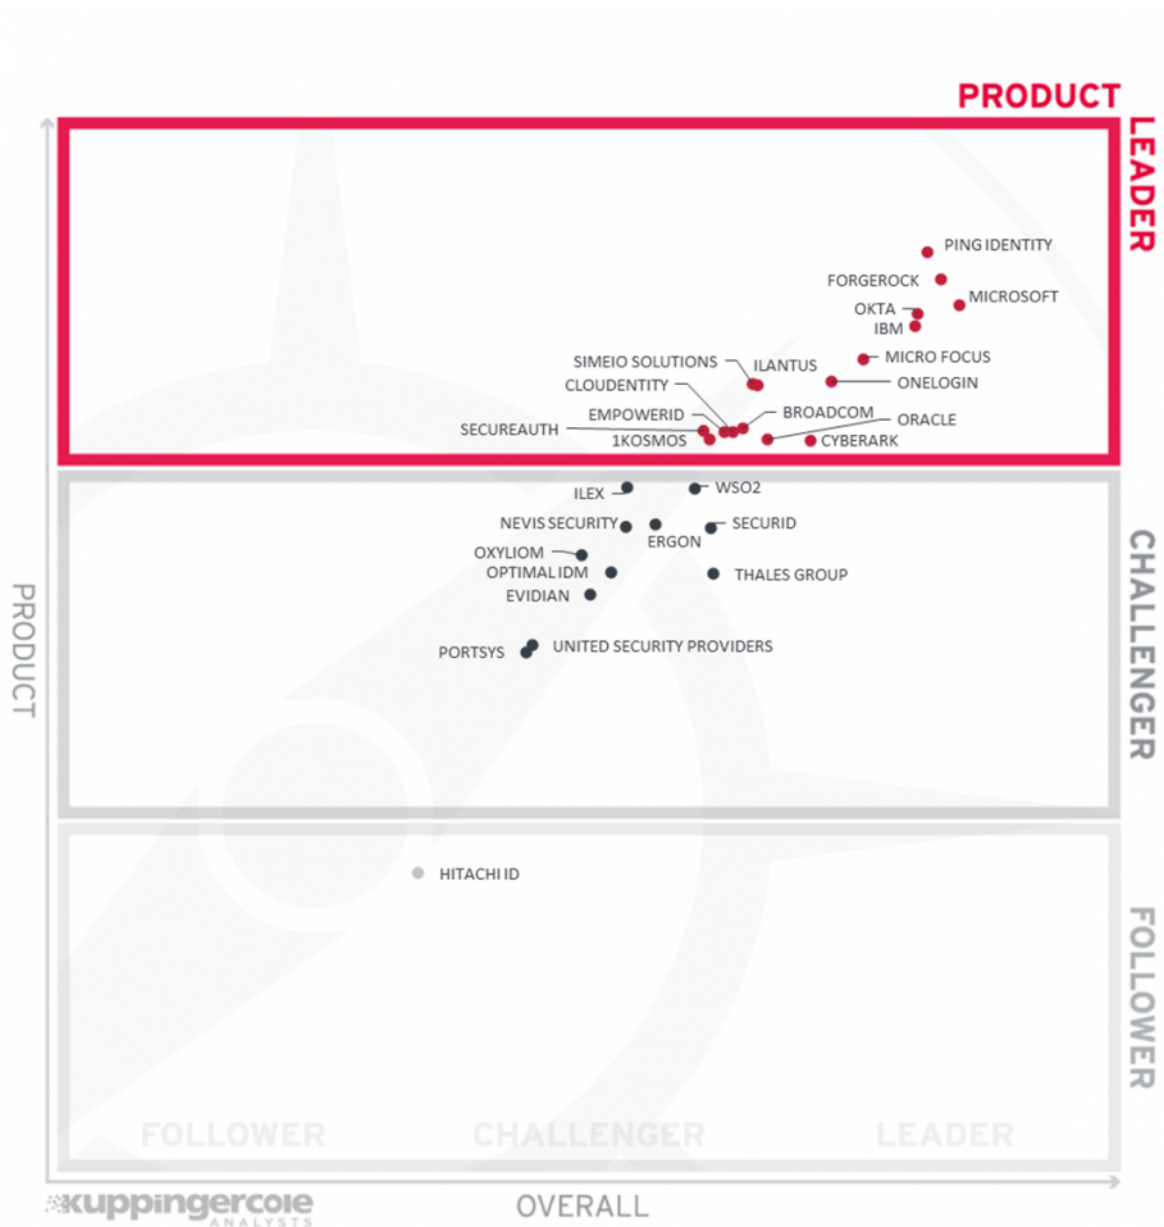 PRODUCT
LEADER
PING IDENTITY
FORGEROCK
MICROSOFT
OKTA
IBM
MICRO FOCUS
SIMEIO SOLUTIONS
ILANTUS
CLOUDENTITY
ONELOGIN
EMPOWERID
BROADCOM
ORACLE
SECUREAUTH
1KOSMOS
CYBERARK
ILEX
WSO2
NEVIS SECURITY
SECURID
ERGON
OXYLIOM
OPTIMAL IDM
THALES GROUP
EVIDIAN
CHALLENGER
PRODUCT
PORTSYS
UNITED SECURITY PROVIDERS
HITACHI ID
FOLLOWER
FOLLOWER
CHALLENGER
LEADER
kuppingercole
ANALYSTS
OVERALL